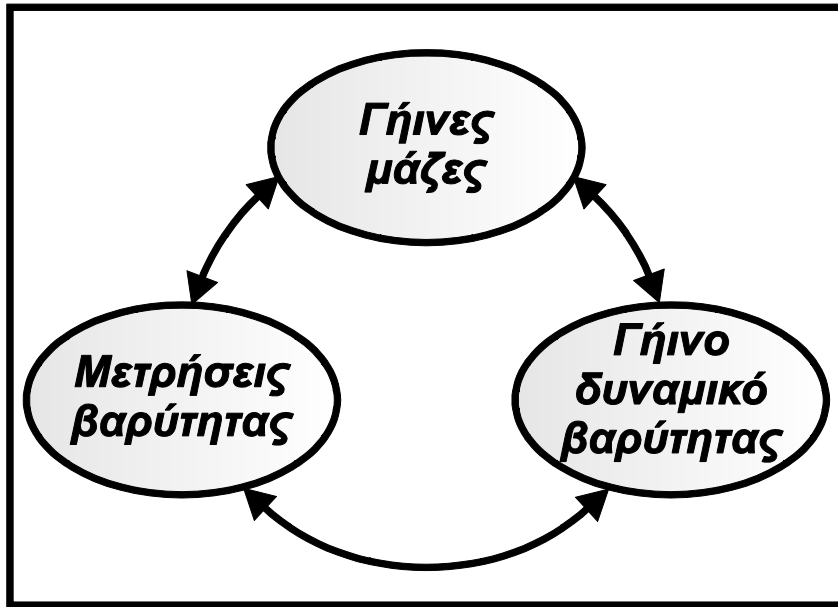 Γήινες
μάζες
Μετρήσεις
βαρύτητας
Γήινο
δυναμικό
βαρύτητας